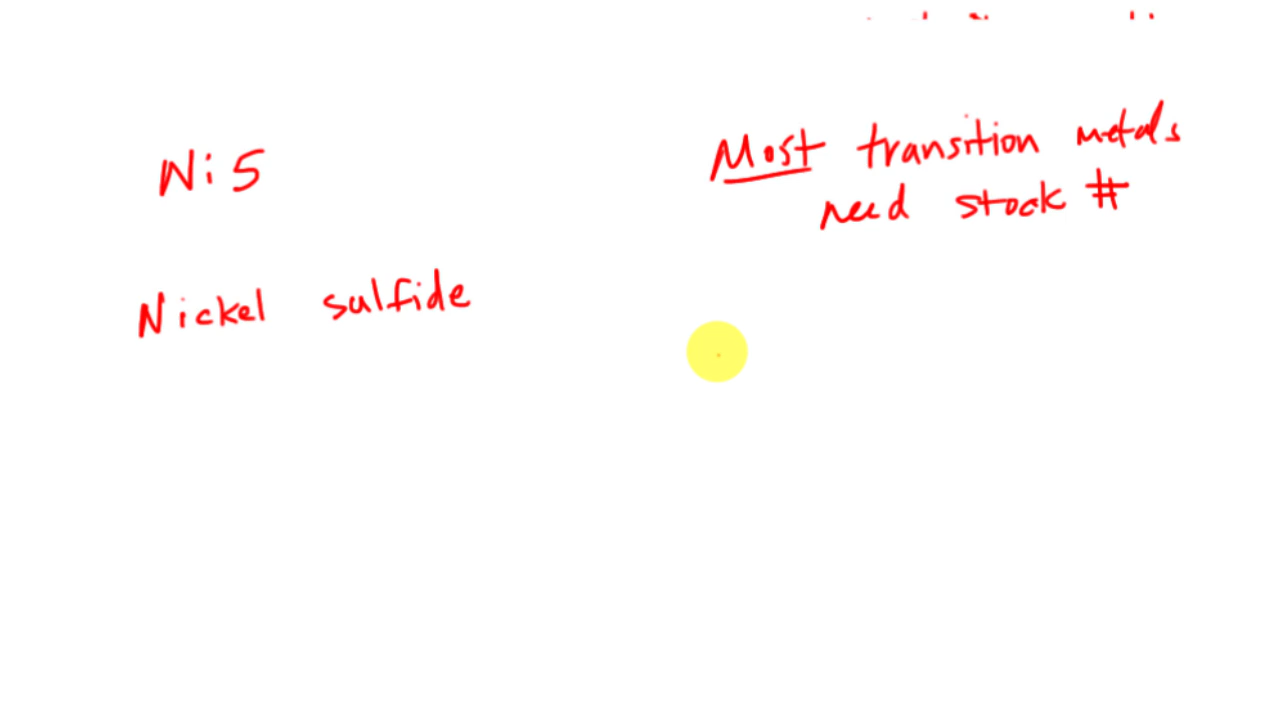 NiS
Most transition metals
need stock #
Nickel sulfide